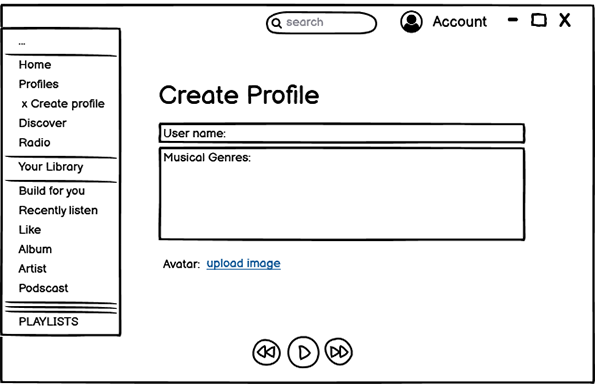 search
Account
...
Home
Profiles
x Create profile
Discover
Radio
Your Library
Build for you
Recently listen
Like
Album
Artist
Podscast
PLAYLISTS
Create Profile
User name:
Musical Genres:
Avatar: upload image